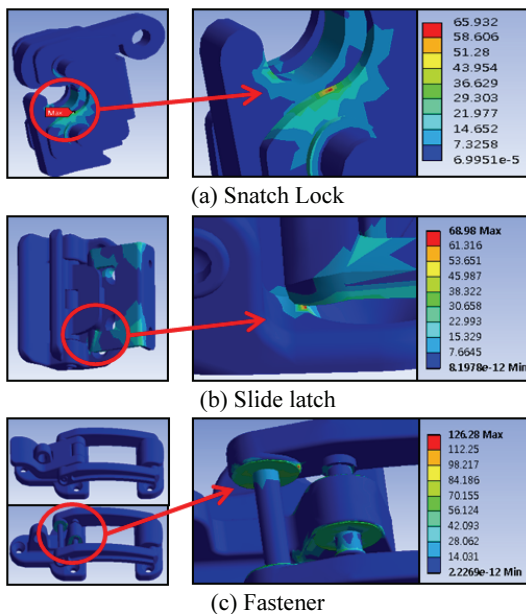 Max
65.932
58.606
51.28
43.954
36.629
29.303
21.977
14.652
7.3258
6.9951e-5
(a) Snatch Lock
68.98 Max
61.316
53.651
45.987
38.322
30.658
22.993
15.329
7.6645
8.1978e-12 Min
(b) Slide latch
126.28 Max
112.25
98.217
84.186
70.155
56.124
42.093
28.062
14.031
2.2269e-12 Min
(c) Fastener